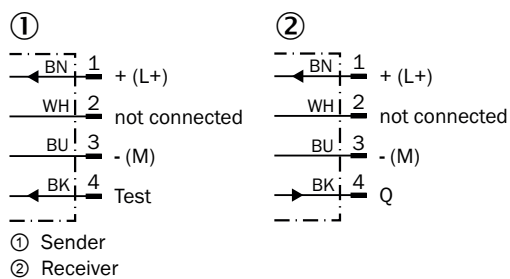 ① ②
BN 1 + (L+) BN 1 + (L+)
WH 2 not connected WH 2 not connected
BU 3 - (M) BU 3 - (M)
BK 4 Test BK 4 Q
① Sender
② Receiver